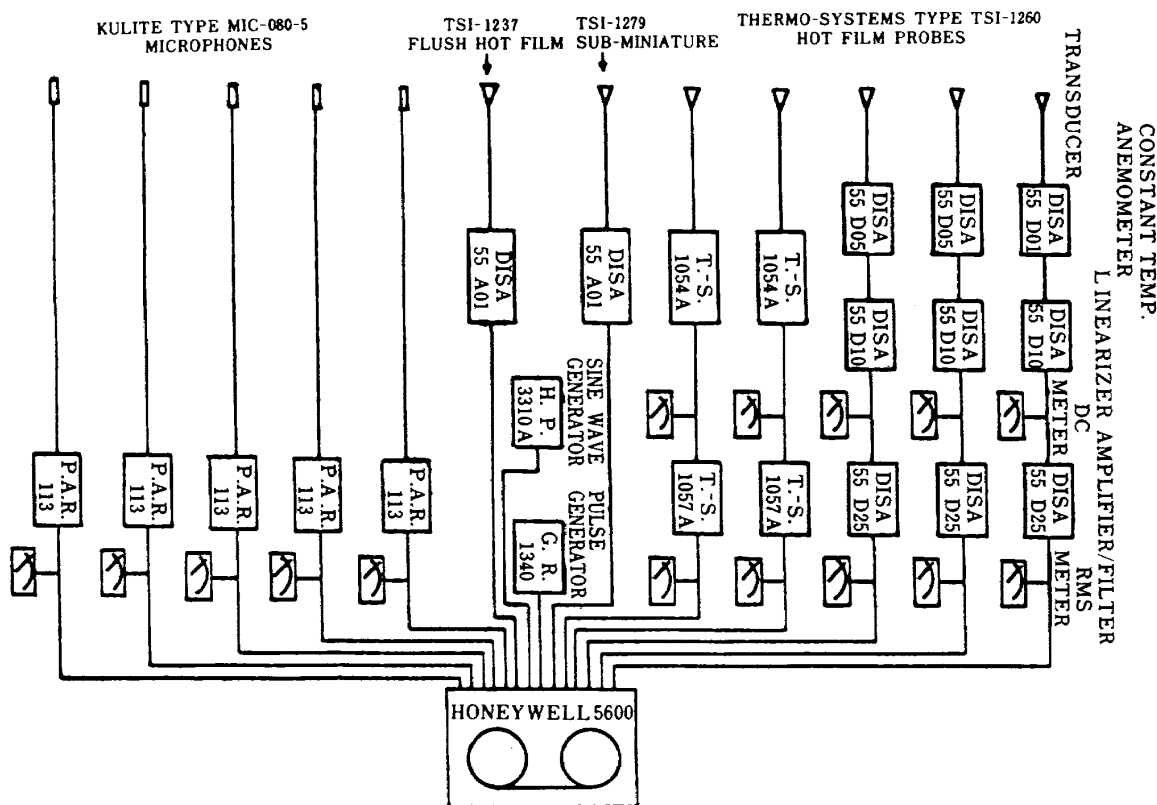 KULITE TYPE MIC-080-5
MICROPHONES
TSI-1237
FLUSH HOT FILM
TSI-1279
SUB-MINIATURE
THERMO-SYSTEMS TYPE TSI-1260
HOT FILM PROBES
TRANSDUCER
CONSTANT TEMP.
ANEMOMETER
LINEARIZER AMPLIFIER/FILTER
DC
METER
RMS
METER
DISA
55 A01
DISA
55 A01
T.-S.
1054A
T.-S.
1054A
DISA
55 D05
DISA
55 D05
DISA
55 D01
DISA
55 D10
DISA
55 D10
DISA
55 D10
SINE WAVE
GENERATOR
H. P.
3310A
PULSE
GENERATOR
G. R.
1340
P.A.R.
113
P.A.R.
113
P.A.R.
113
P.A.R.
113
P.A.R.
113
T.-S.
1057A
T.-S.
1057A
DISA
55 D25
DISA
55 D25
DISA
55 D25
HONEYWELL 5600